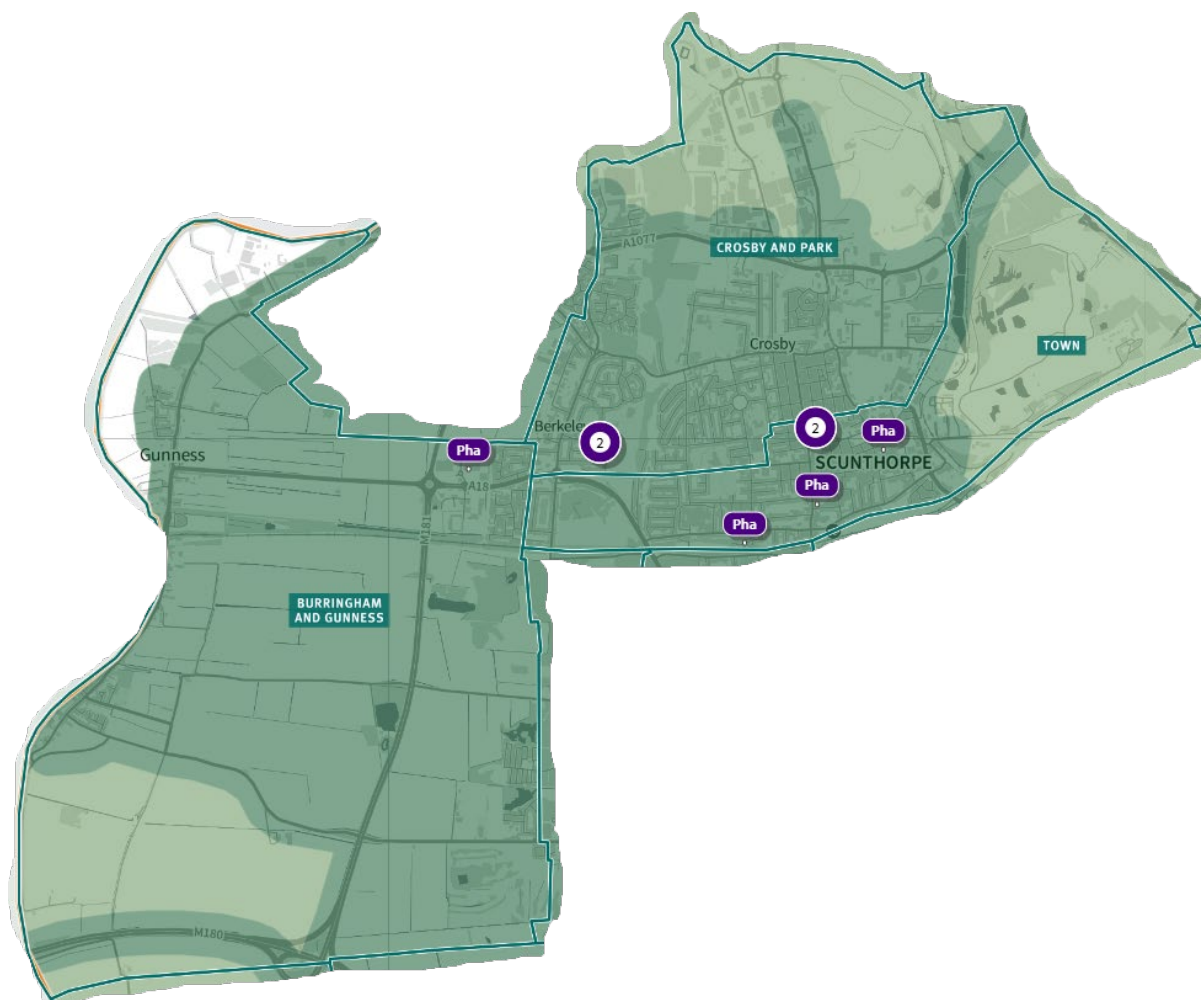 A1077
CROSBY AND PARK
Crosby
TOWN
Berkeley
2
2
Pha
SCUNTHORPE
Pha
Gunness
Pha
A18
Pha
M181
BURRINGHAM
AND GUNNESS
M180